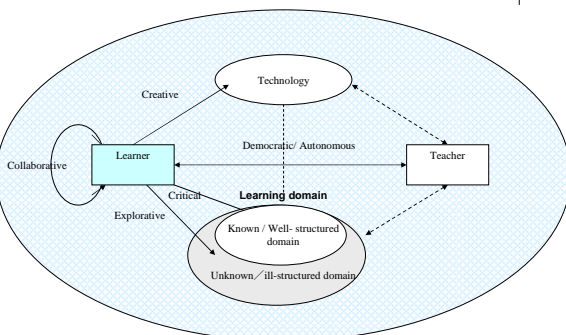 Technology
Creative
Democratic/ Autonomous
Learner
Teacher
Collaborative
Critical
Learning domain
Explorative
Known / Well- structured
domain
Unknown／ill-structured domain